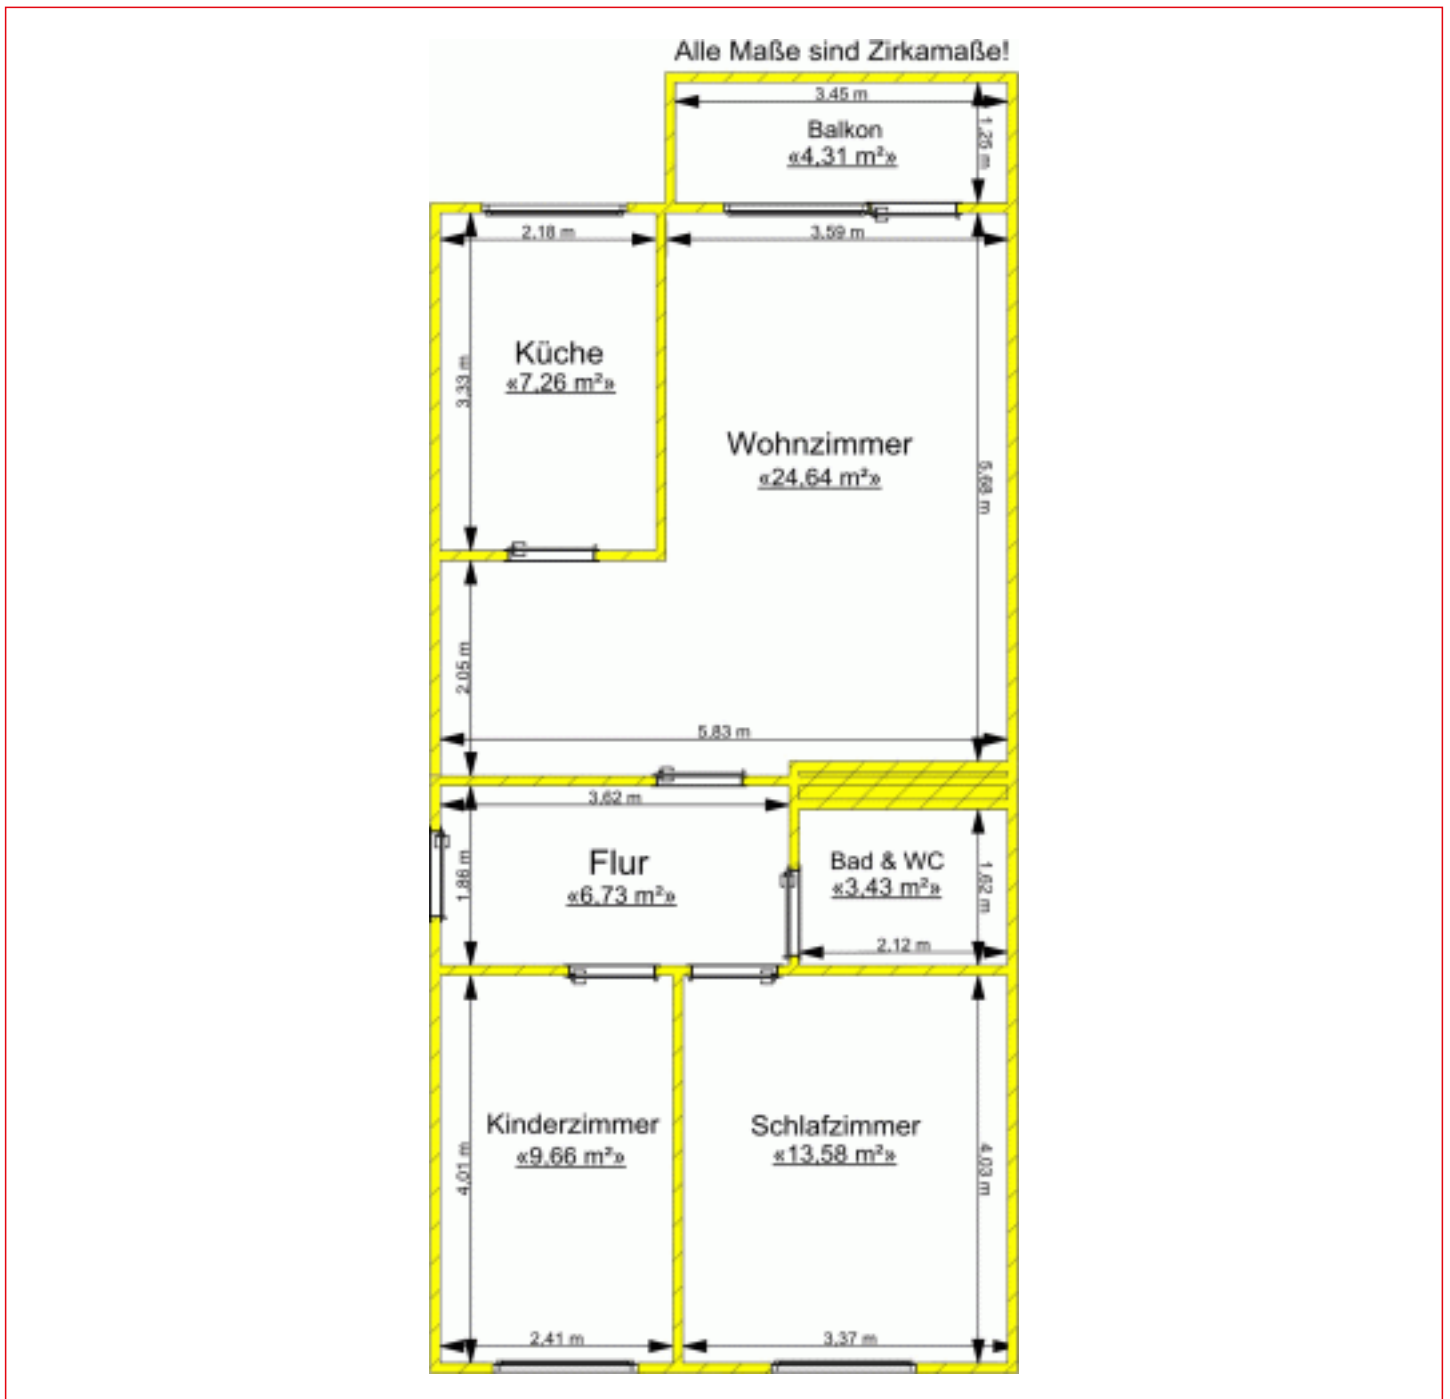 Alle Maße sind Zirkamaße!
3.45 m
Balkon
«4,31 m²»
1,25 m
2,18 m
3.59 m
Küche
«7,26 m²»
3,33 m
Wohnzimmer
«24,64 m²»
5,68 m
2,05 m
5.83 m
3,62 m
Flur
«6,73 m²»
1,86 m
Bad & WC
«3,43 m²»
1,62 m
2,12 m
Kinderzimmer
«9,66 m²»
4,01 m
Schlafzimmer
«13,58 m²»
4,03 m
2,41 m
3,37 m